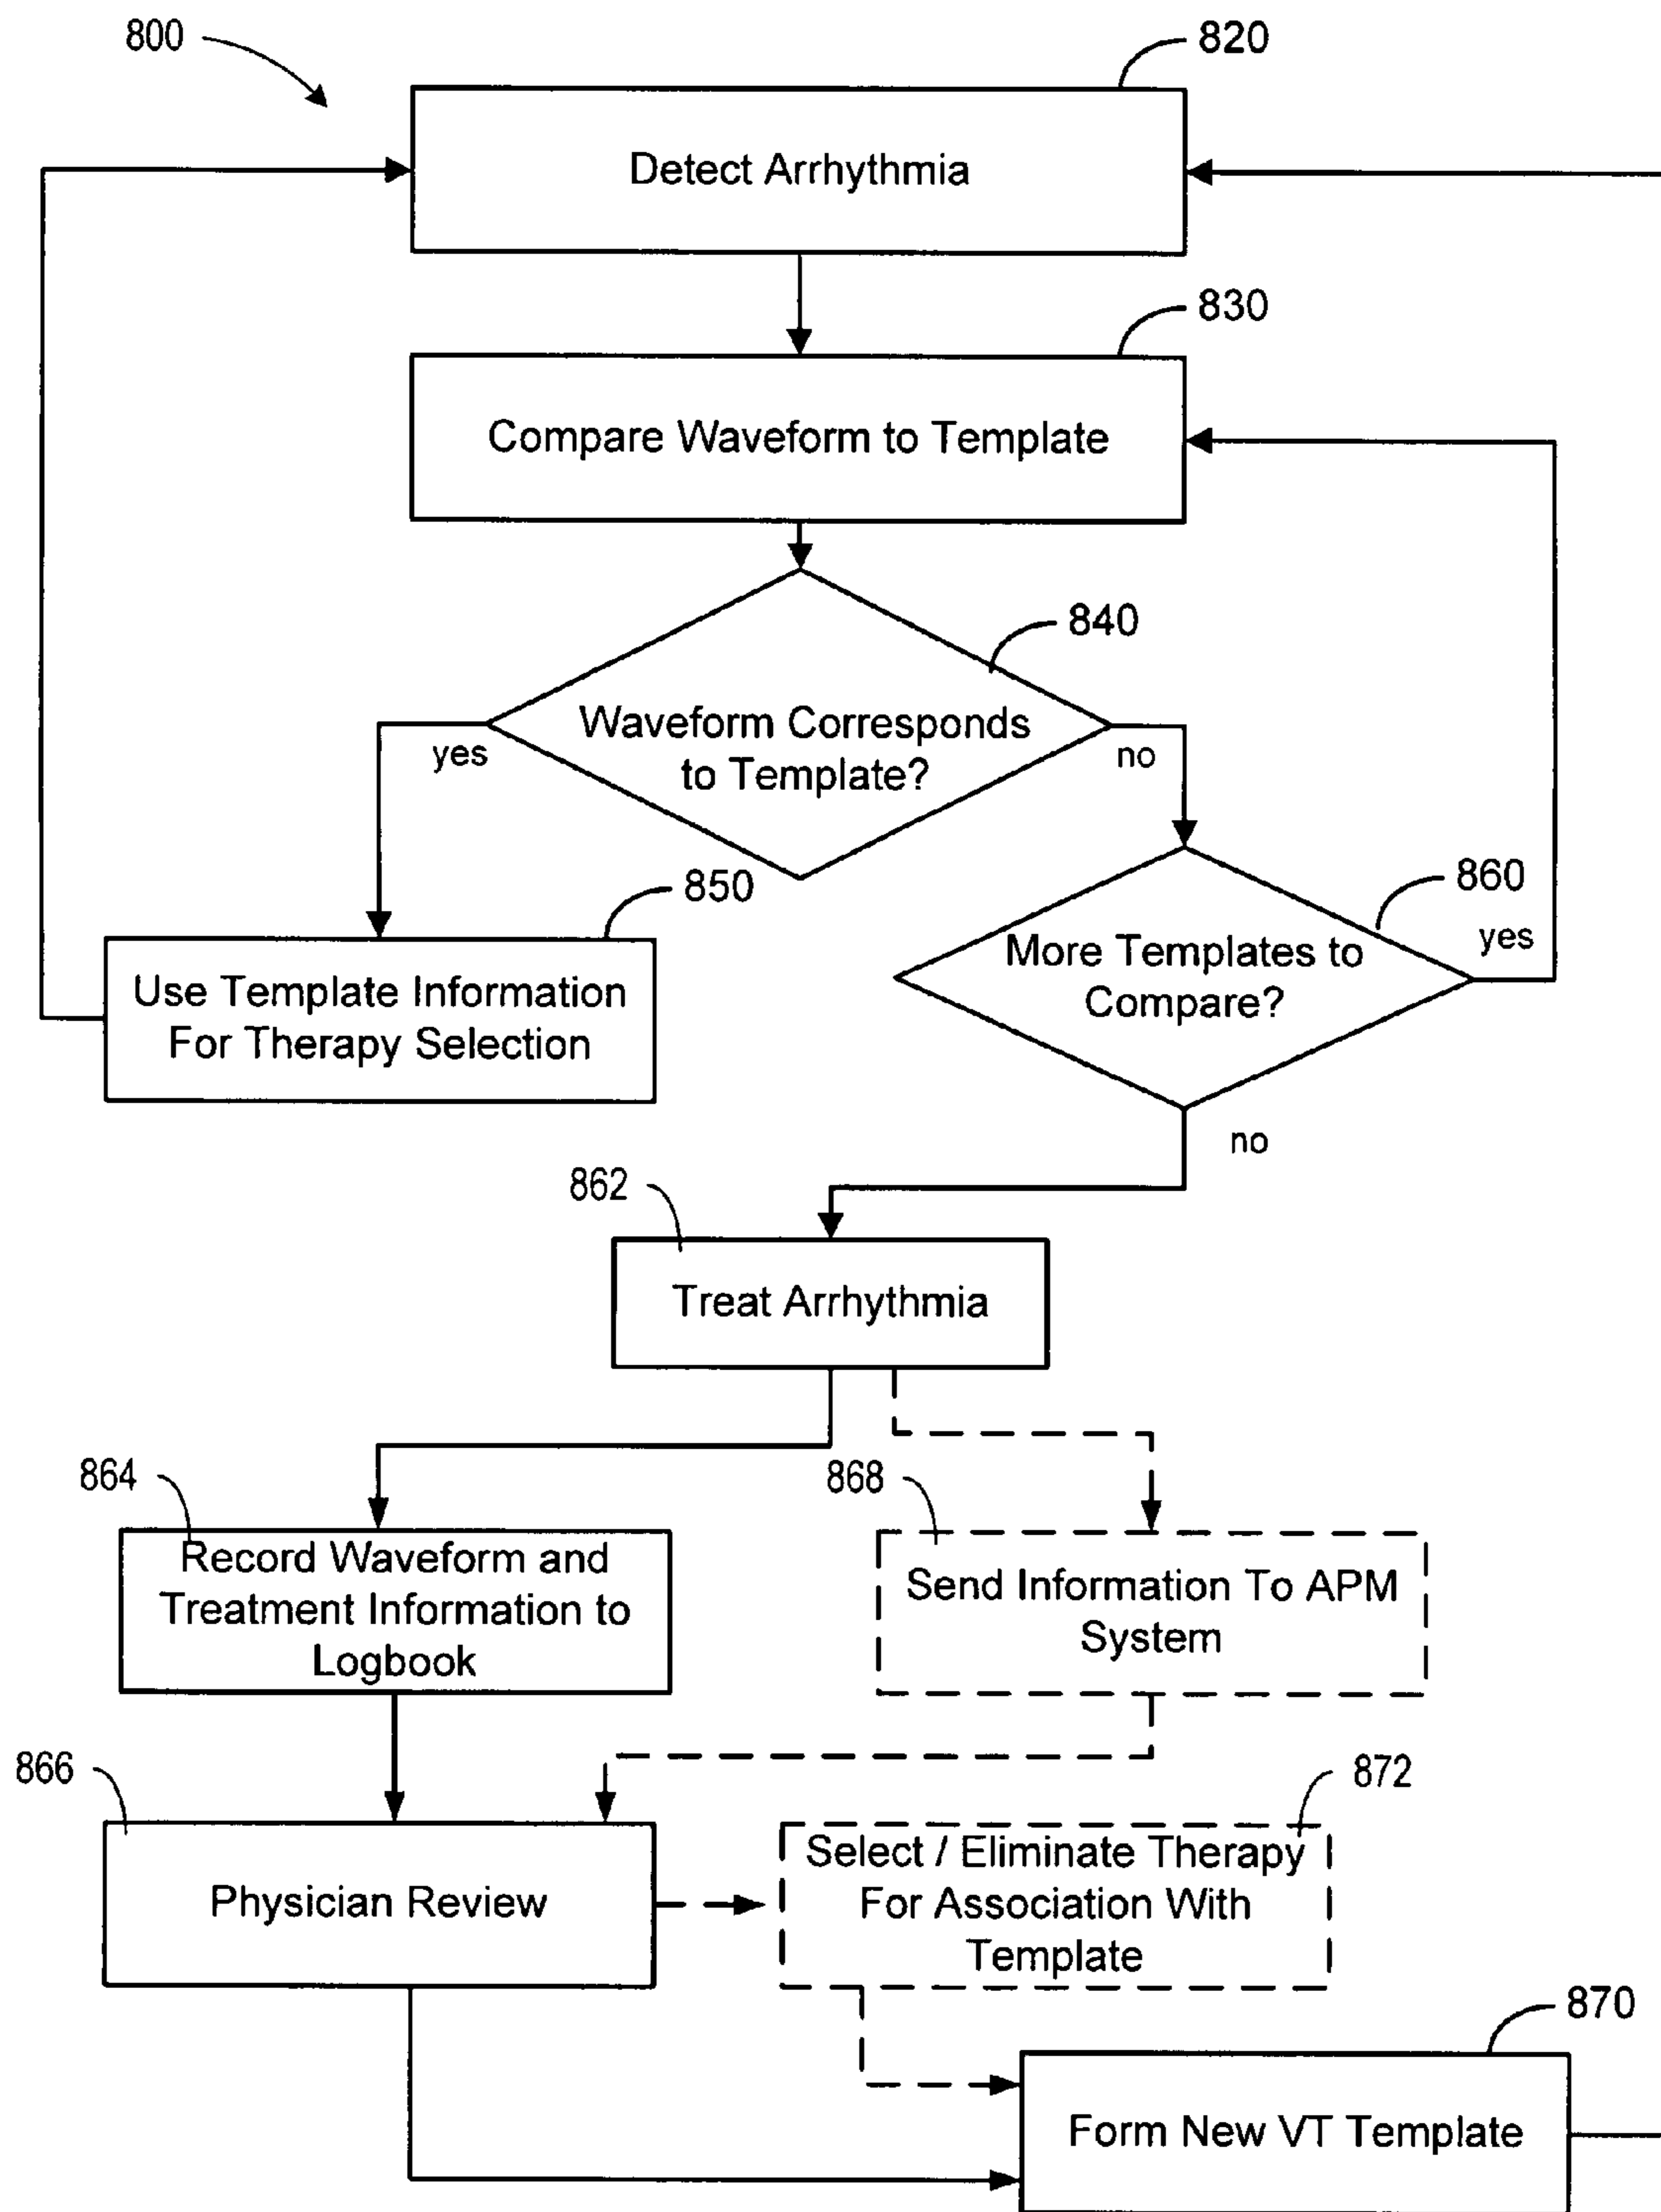 800
820
Detect Arrhythmia
830
Compare Waveform to Template
840
Waveform Corresponds
to Template?
yes
no
850
Use Template Information
For Therapy Selection
860
More Templates to
Compare?
yes
no
862
Treat Arrhythmia
864
Record Waveform and
Treatment Information to
Logbook
868
Send Information To APM
System
866
Physician Review
872
Select / Eliminate Therapy
For Association With
Template
870
Form New VT Template